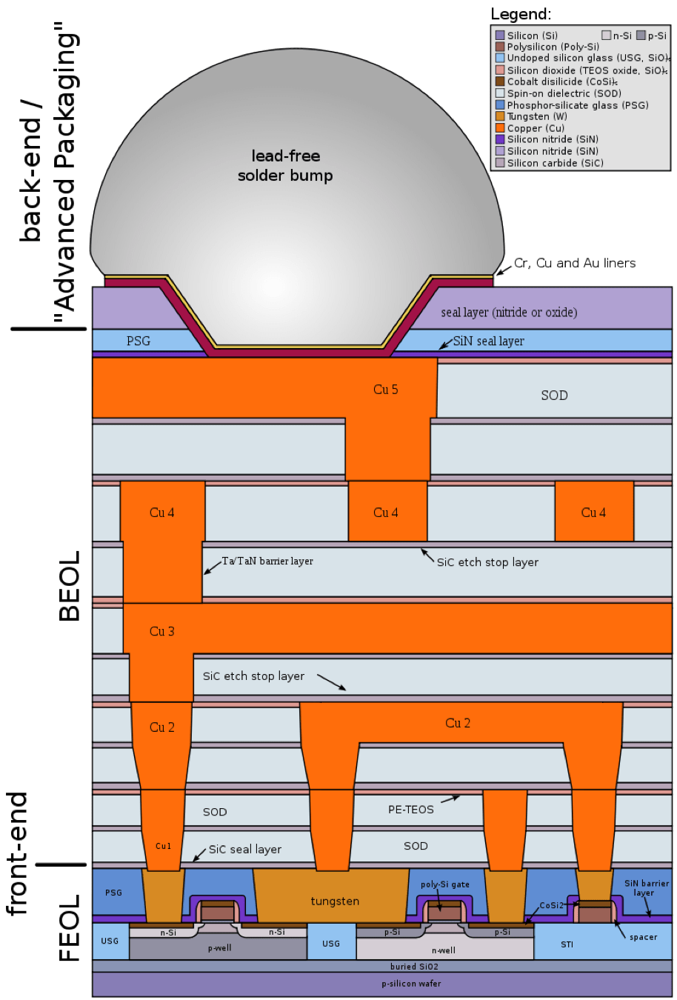 Legend:
Silicon (Si)
n-Si
p-Si
Polysilicon (Poly-Si)
Undoped silicon glass (USG, SiO)₂
Silicon dioxide (TEOS oxide, SiO)₂
Cobalt disilicide (CoSi)₂
Spin-on dielectric (SOD)
Phosphor-silicate glass (PSG)
Tungsten (W)
Copper (Cu)
Silicon nitride (SiN)
Silicon nitride (SiN)
Silicon carbide (SiC)
back-end /
"Advanced Packaging"
lead-free
solder bump
Cr, Cu and Au liners
seal layer (nitride or oxide)
PSG
SiN seal layer
Cu 5
SOD
Cu 4
Cu 4
Cu 4
Ta/TaN barrier layer
SiC etch stop layer
BEOL
Cu 3
SiC etch stop layer
Cu 2
Cu 2
front-end
SOD
PE-TEOS
Cu1
SiC seal layer
SOD
FEOL
PSG
tungsten
poly-Si gate
CoSi2
SiN barrier
layer
spacer
USG
n-Si
n-Si
p-well
USG
p-Si
p-Si
n-well
STI
buried SiO2
p-silicon wafer